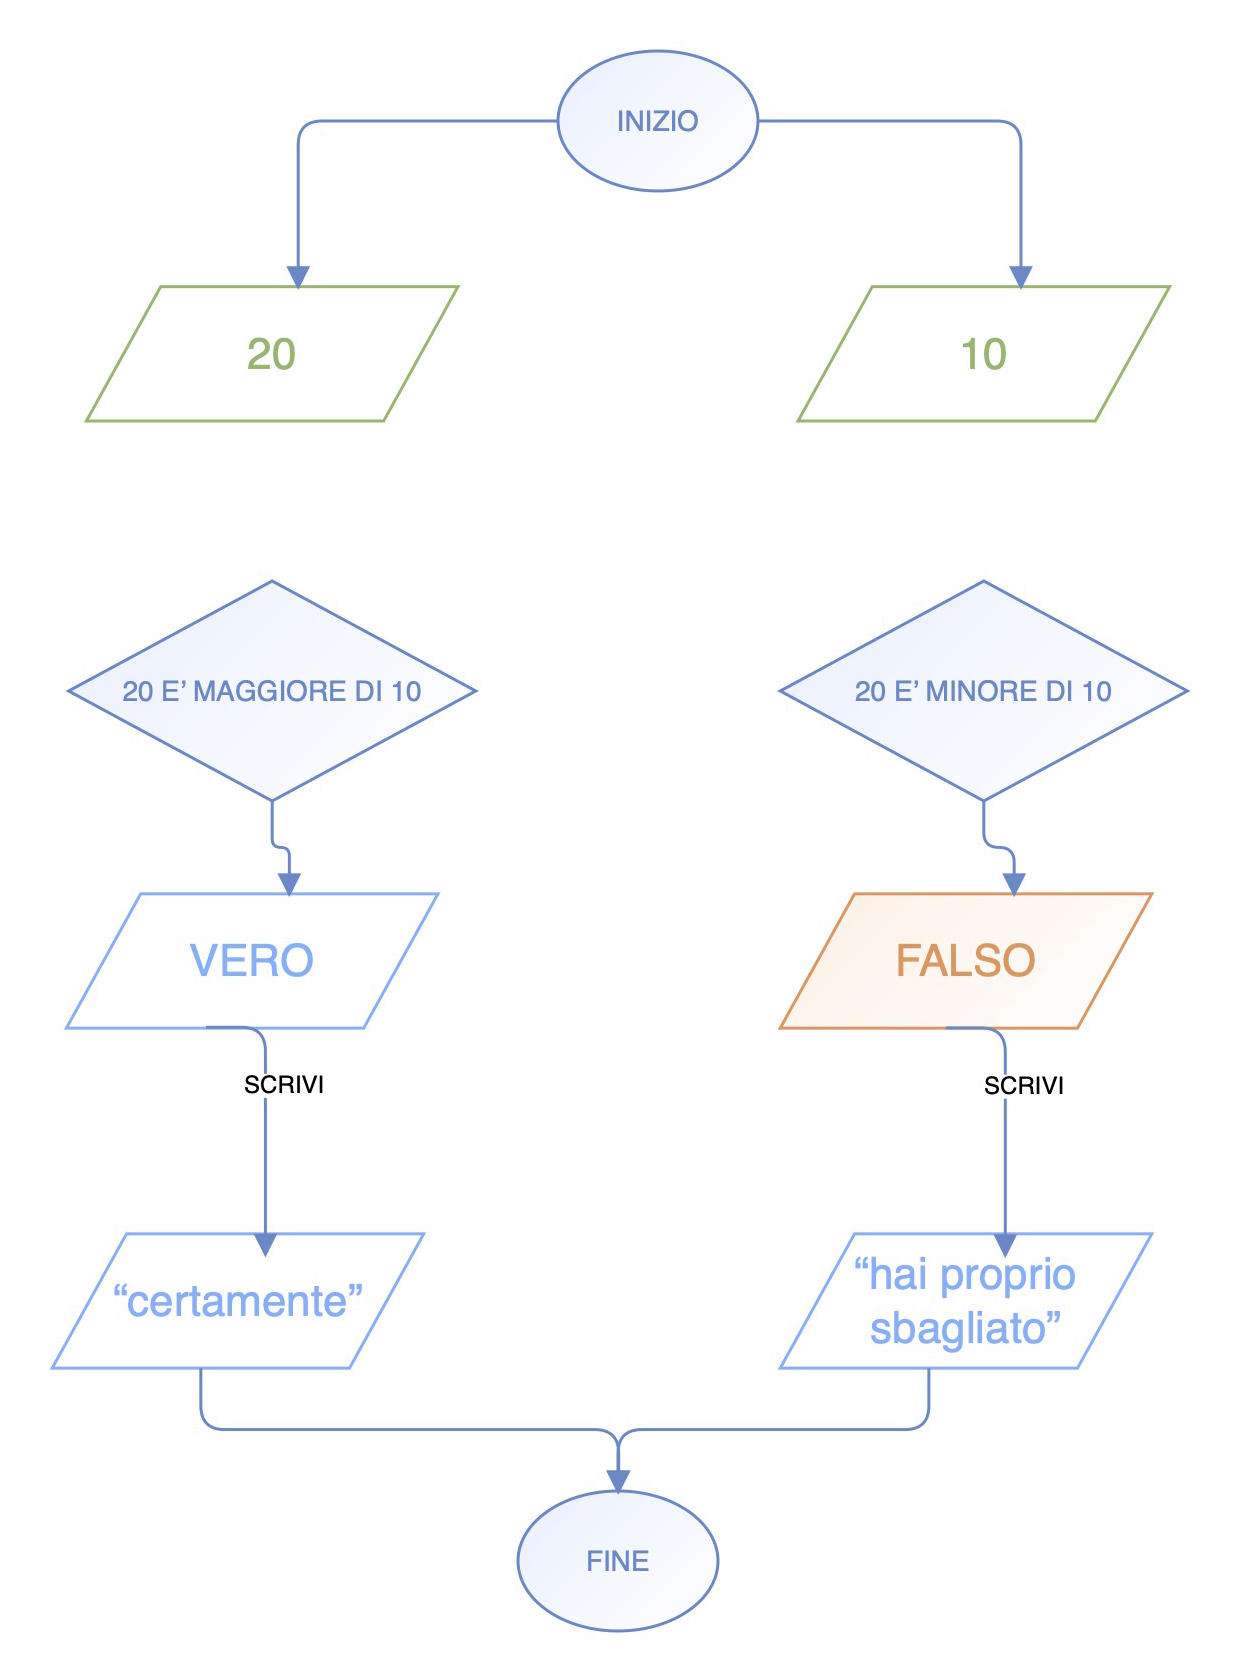 INIZIO
20
10
20 E’ MAGGIORE DI 10
20 E’ MINORE DI 10
VERO
FALSO
SCRIVI
SCRIVI
“certamente”
“hai proprio
sbagliato”
FINE